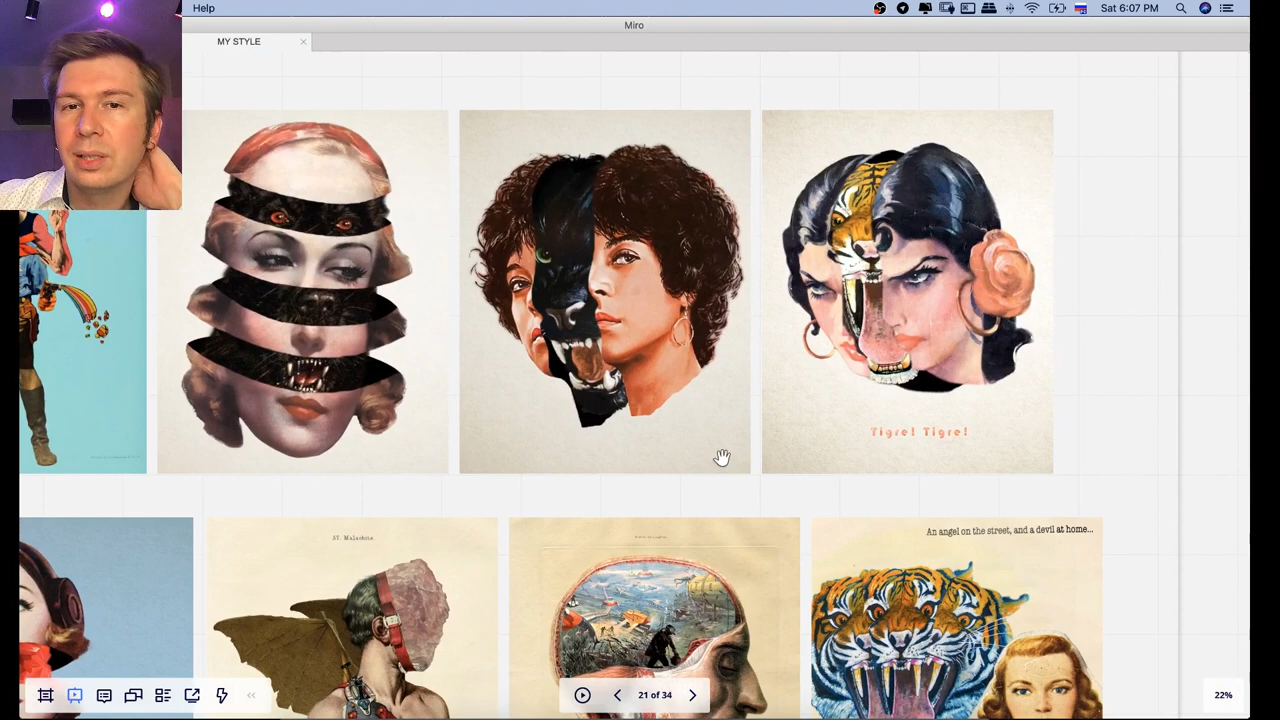 Help
Sat 6:07 PM
Miro
MY STYLE
Tigre! Tigre!
ST. Malachite
An angel on the street, and a devil at home...
21 of 34
22%